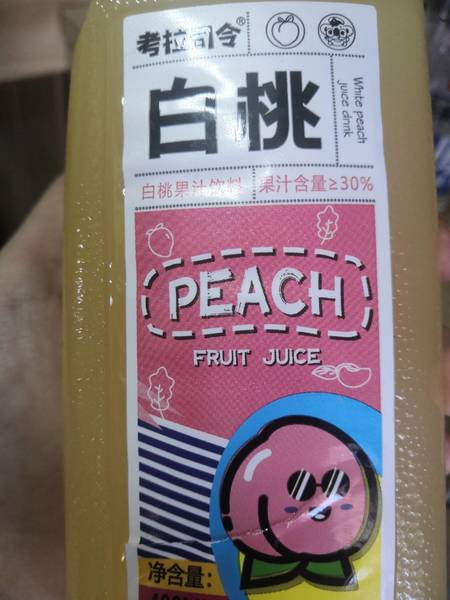 考拉司令®
白桃
White peach
juice drink
白桃果汁饮料
果汁含量≥30%
PEACH
FRUIT JUICE
净含量：